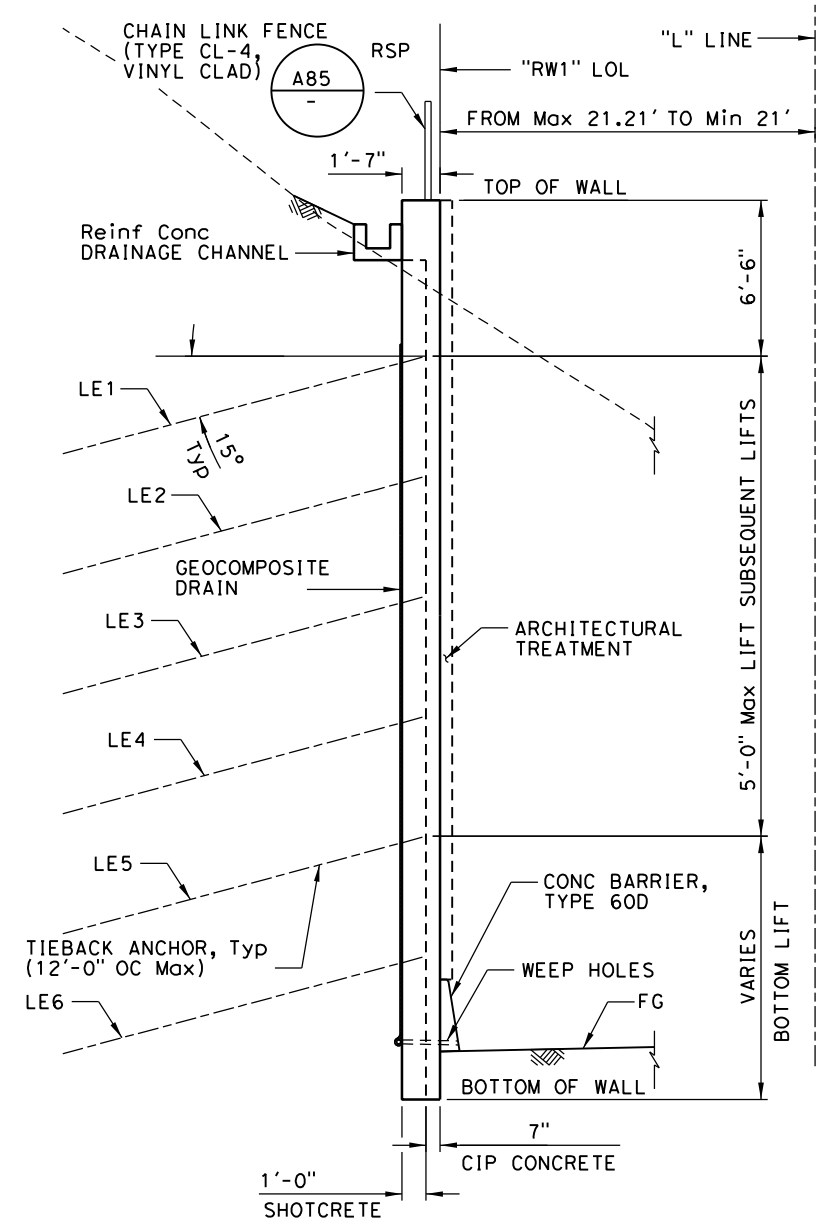 CHAIN LINK FENCE
(TYPE CL-4,
VINYL CLAD)
A85
-
RSP
"RW1" LOL
"L" LINE
FROM Max 21.21' TO Min 21'
1'-7"
TOP OF WALL
Reinf Conc
DRAINAGE CHANNEL
6'-6"
LE1
15°
Typ
LE2
GEOCOMPOSITE
DRAIN
LE3
ARCHITECTURAL
TREATMENT
5'-0" Max LIFT SUBSEQUENT LIFTS
LE4
LE5
CONC BARRIER,
TYPE 60D
TIEBACK ANCHOR, Typ
(12'-0" OC Max)
WEEP HOLES
LE6
FG
VARIES
BOTTOM LIFT
BOTTOM OF WALL
7"
CIP CONCRETE
1'-0"
SHOTCRETE